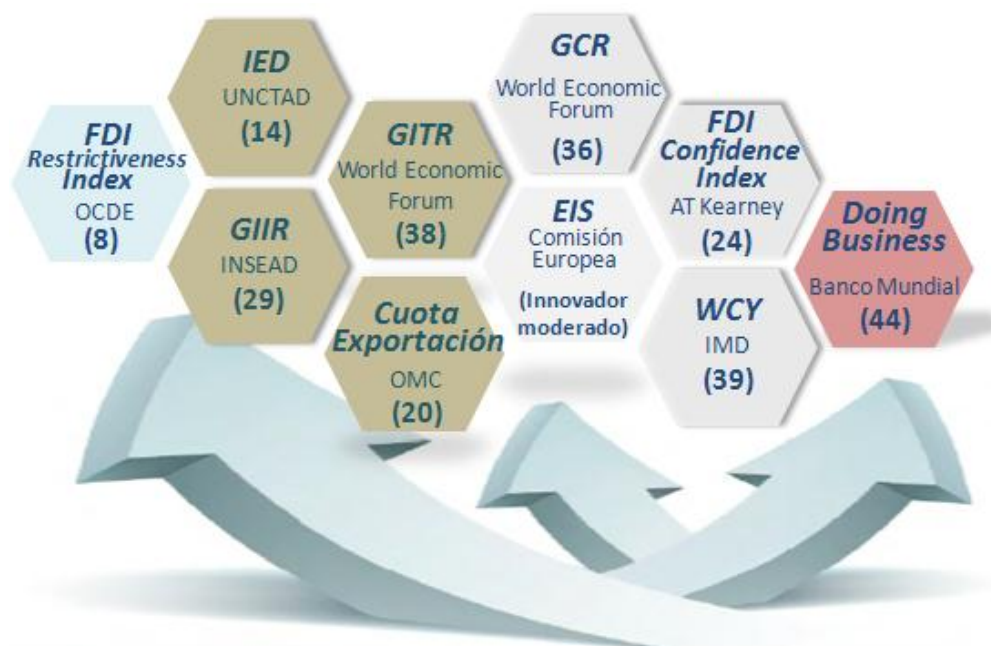 FDI
Restrictiveness
Index
OCDE
(8)
IED
UNCTAD
(14)
GIIR
INSEAD
(29)
GITR
World Economic
Forum
(38)
Cuota
Exportación
OMC
(20)
GCR
World Economic
Forum
(36)
EIS
Comisión
Europea
(Innovador
moderado)
FDI
Confidence
Index
AT Kearney
(24)
WCY
IMD
(39)
Doing
Business
Banco Mundial
(44)